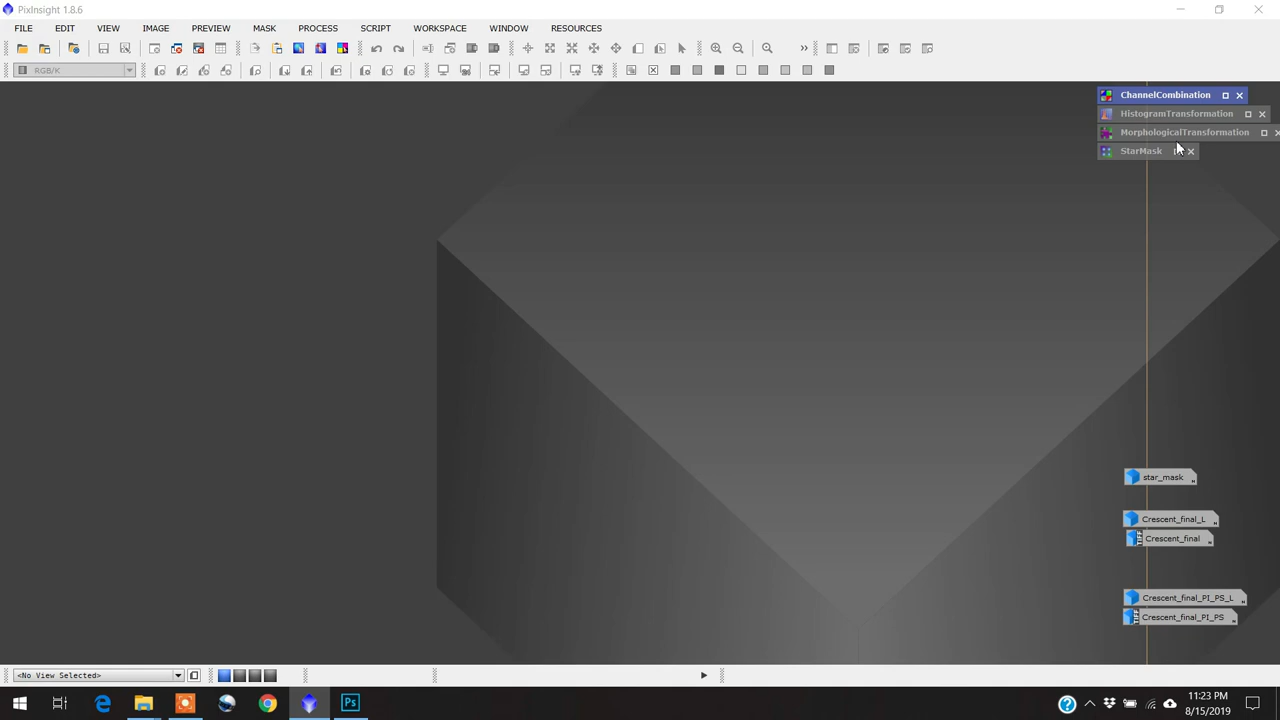 PixInsight 1.8.6
FILE EDIT VIEW IMAGE PREVIEW MASK PROCESS SCRIPT WORKSPACE WINDOW RESOURCES
RGB/K
ChannelCombination
HistogramTransformation
MorphologicalTransformation
StarMask
star_mask
Crescent_final_L
Crescent_final
Crescent_final_PI_PS_L
Crescent_final_PI_PS
<No View Selected>
Ps
11:23 PM
8/15/2019